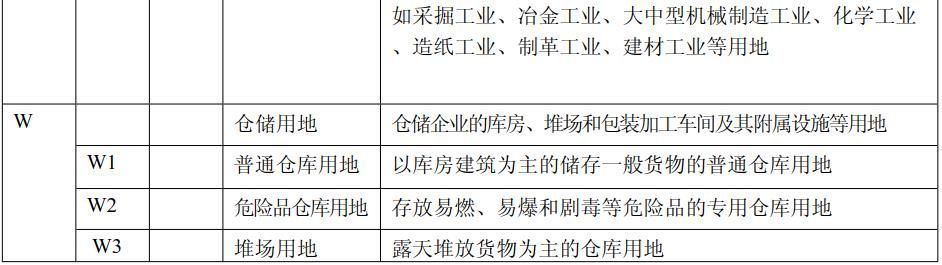 如采掘工业、冶金工业、大中型机械制造工业、化学工业
、造纸工业、制革工业、建材工业等用地
W 仓储用地 仓储企业的库房、堆场和包装加工车间及其附属设施等用地
W1 普通仓库用地 以库房建筑为主的储存一般货物的普通仓库用地
W2 危险品仓库用地 存放易燃、易爆和剧毒等危险品的专用仓库用地
W3 堆场用地 露天堆放货物为主的仓库用地